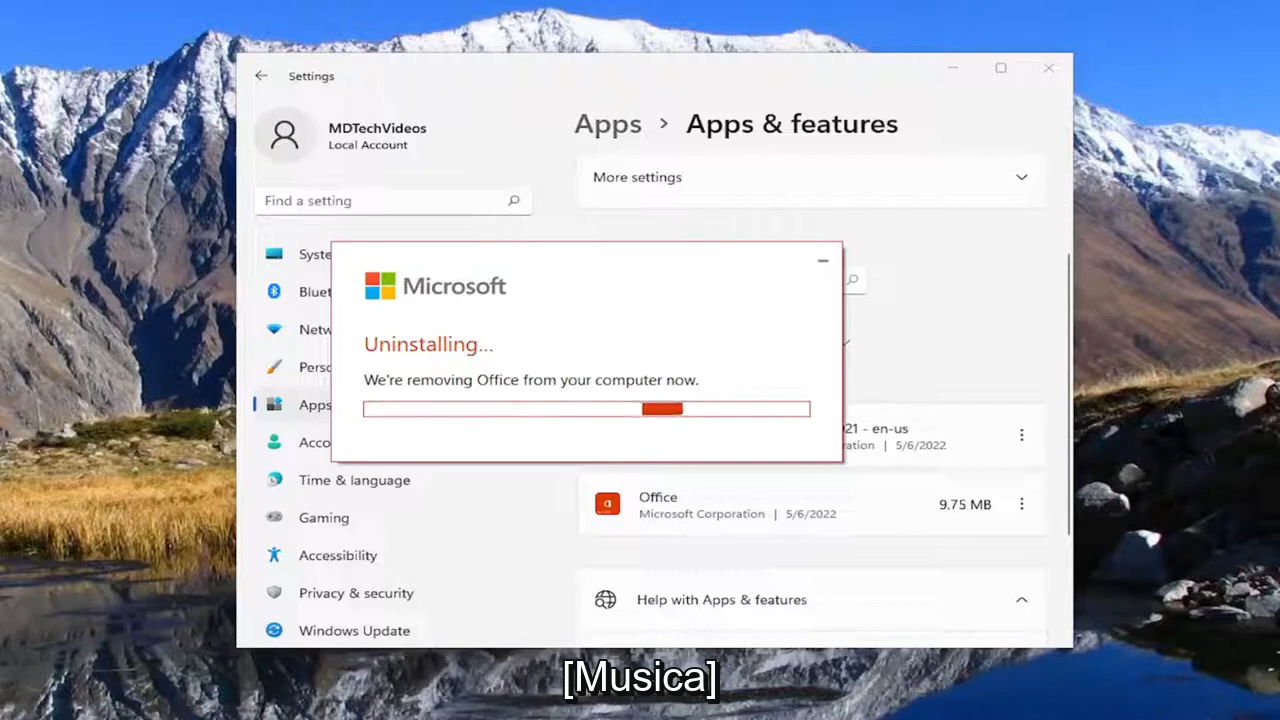 Settings
MDTechVideos
Local Account
Find a setting
Apps > Apps & features
More settings
Microsoft
Uninstalling...
We're removing Office from your computer now.
Apps
Time & language
Gaming
Accessibility
Privacy & security
Windows Update
21 - en-us
| 5/6/2022
Office
Microsoft Corporation | 5/6/2022
9.75 MB
Help with Apps & features
[Musica]